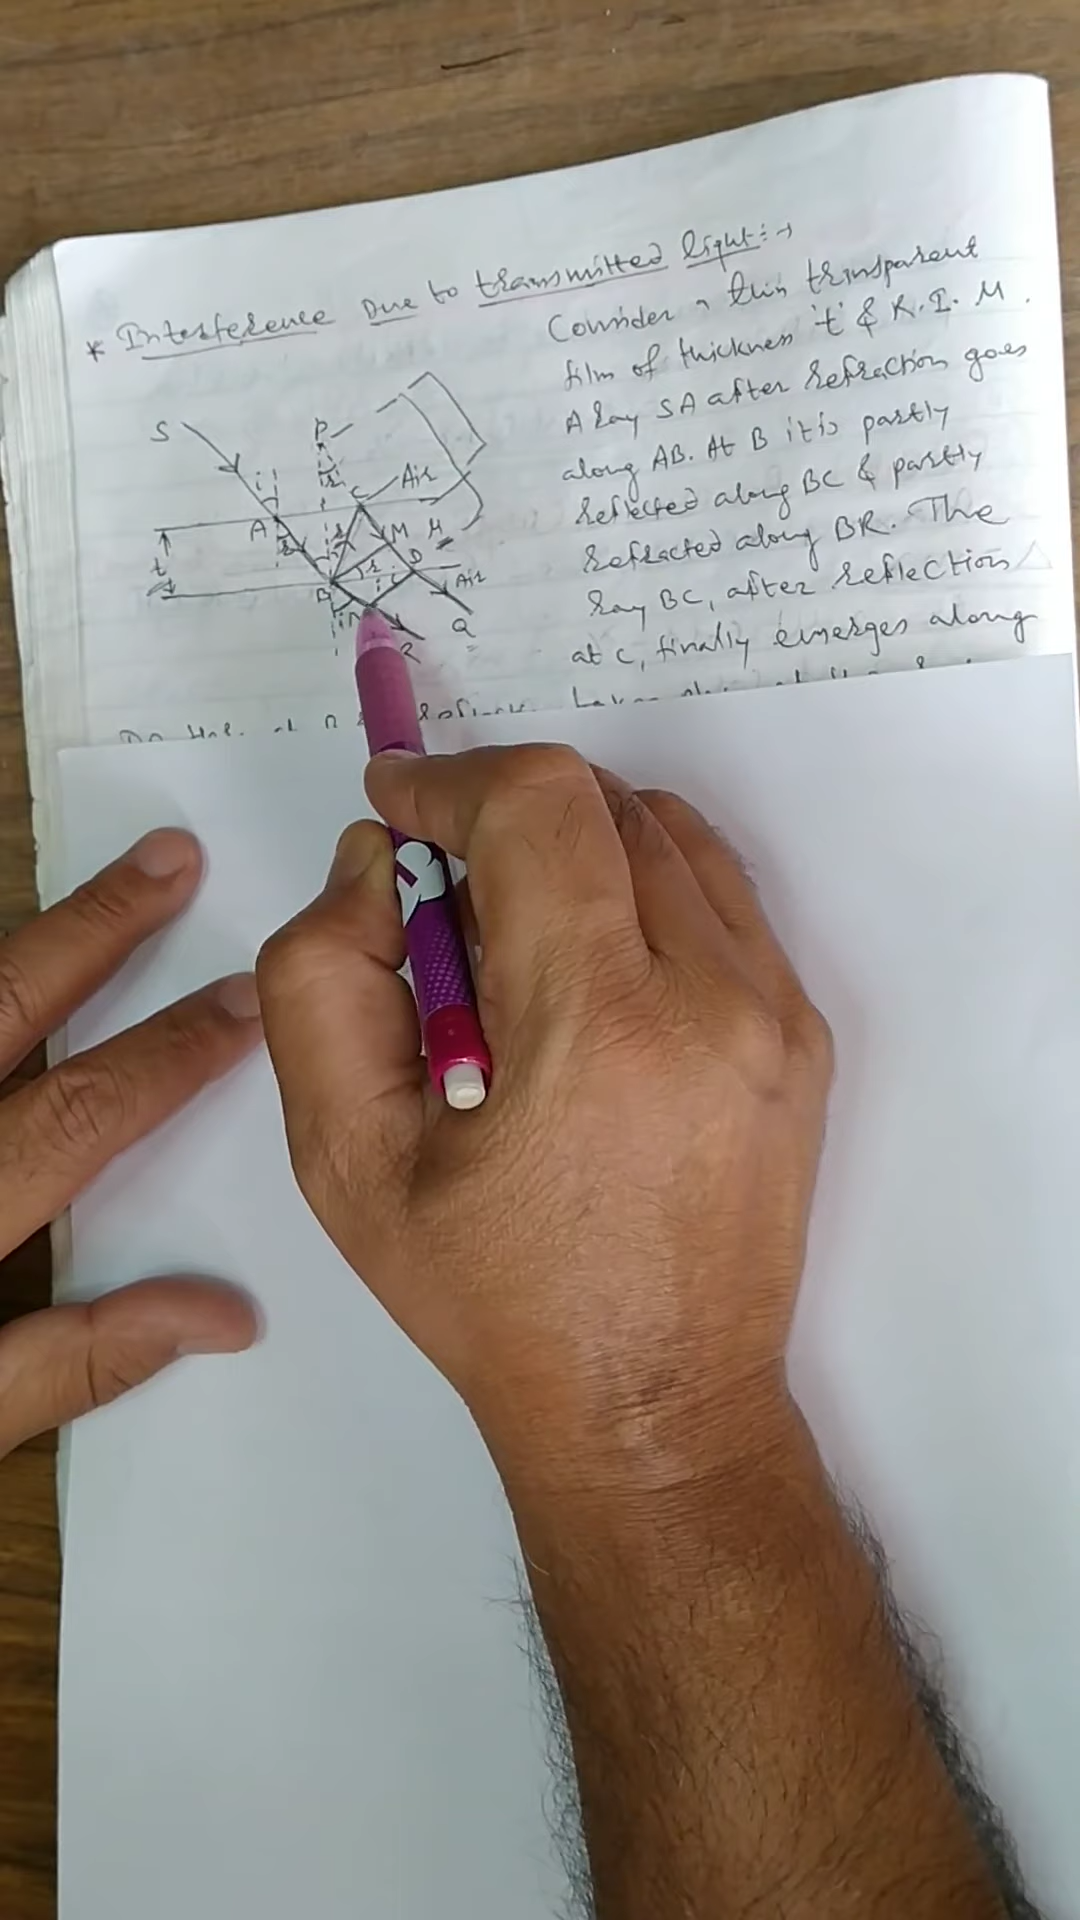 * Interference Due to transmitted light :→
Consider a thin transparent
film of thickness 't' & R.I. μ.
A ray SA after refraction goes
along AB. At B it is partly
reflected along BC & partly
refracted along BR. The
ray BC, after reflection
at C, finally emerges along
S
P
i
r
C
Air
A
r
r
M
μ
t
r
D
B
i
Air
i
N
R
Q